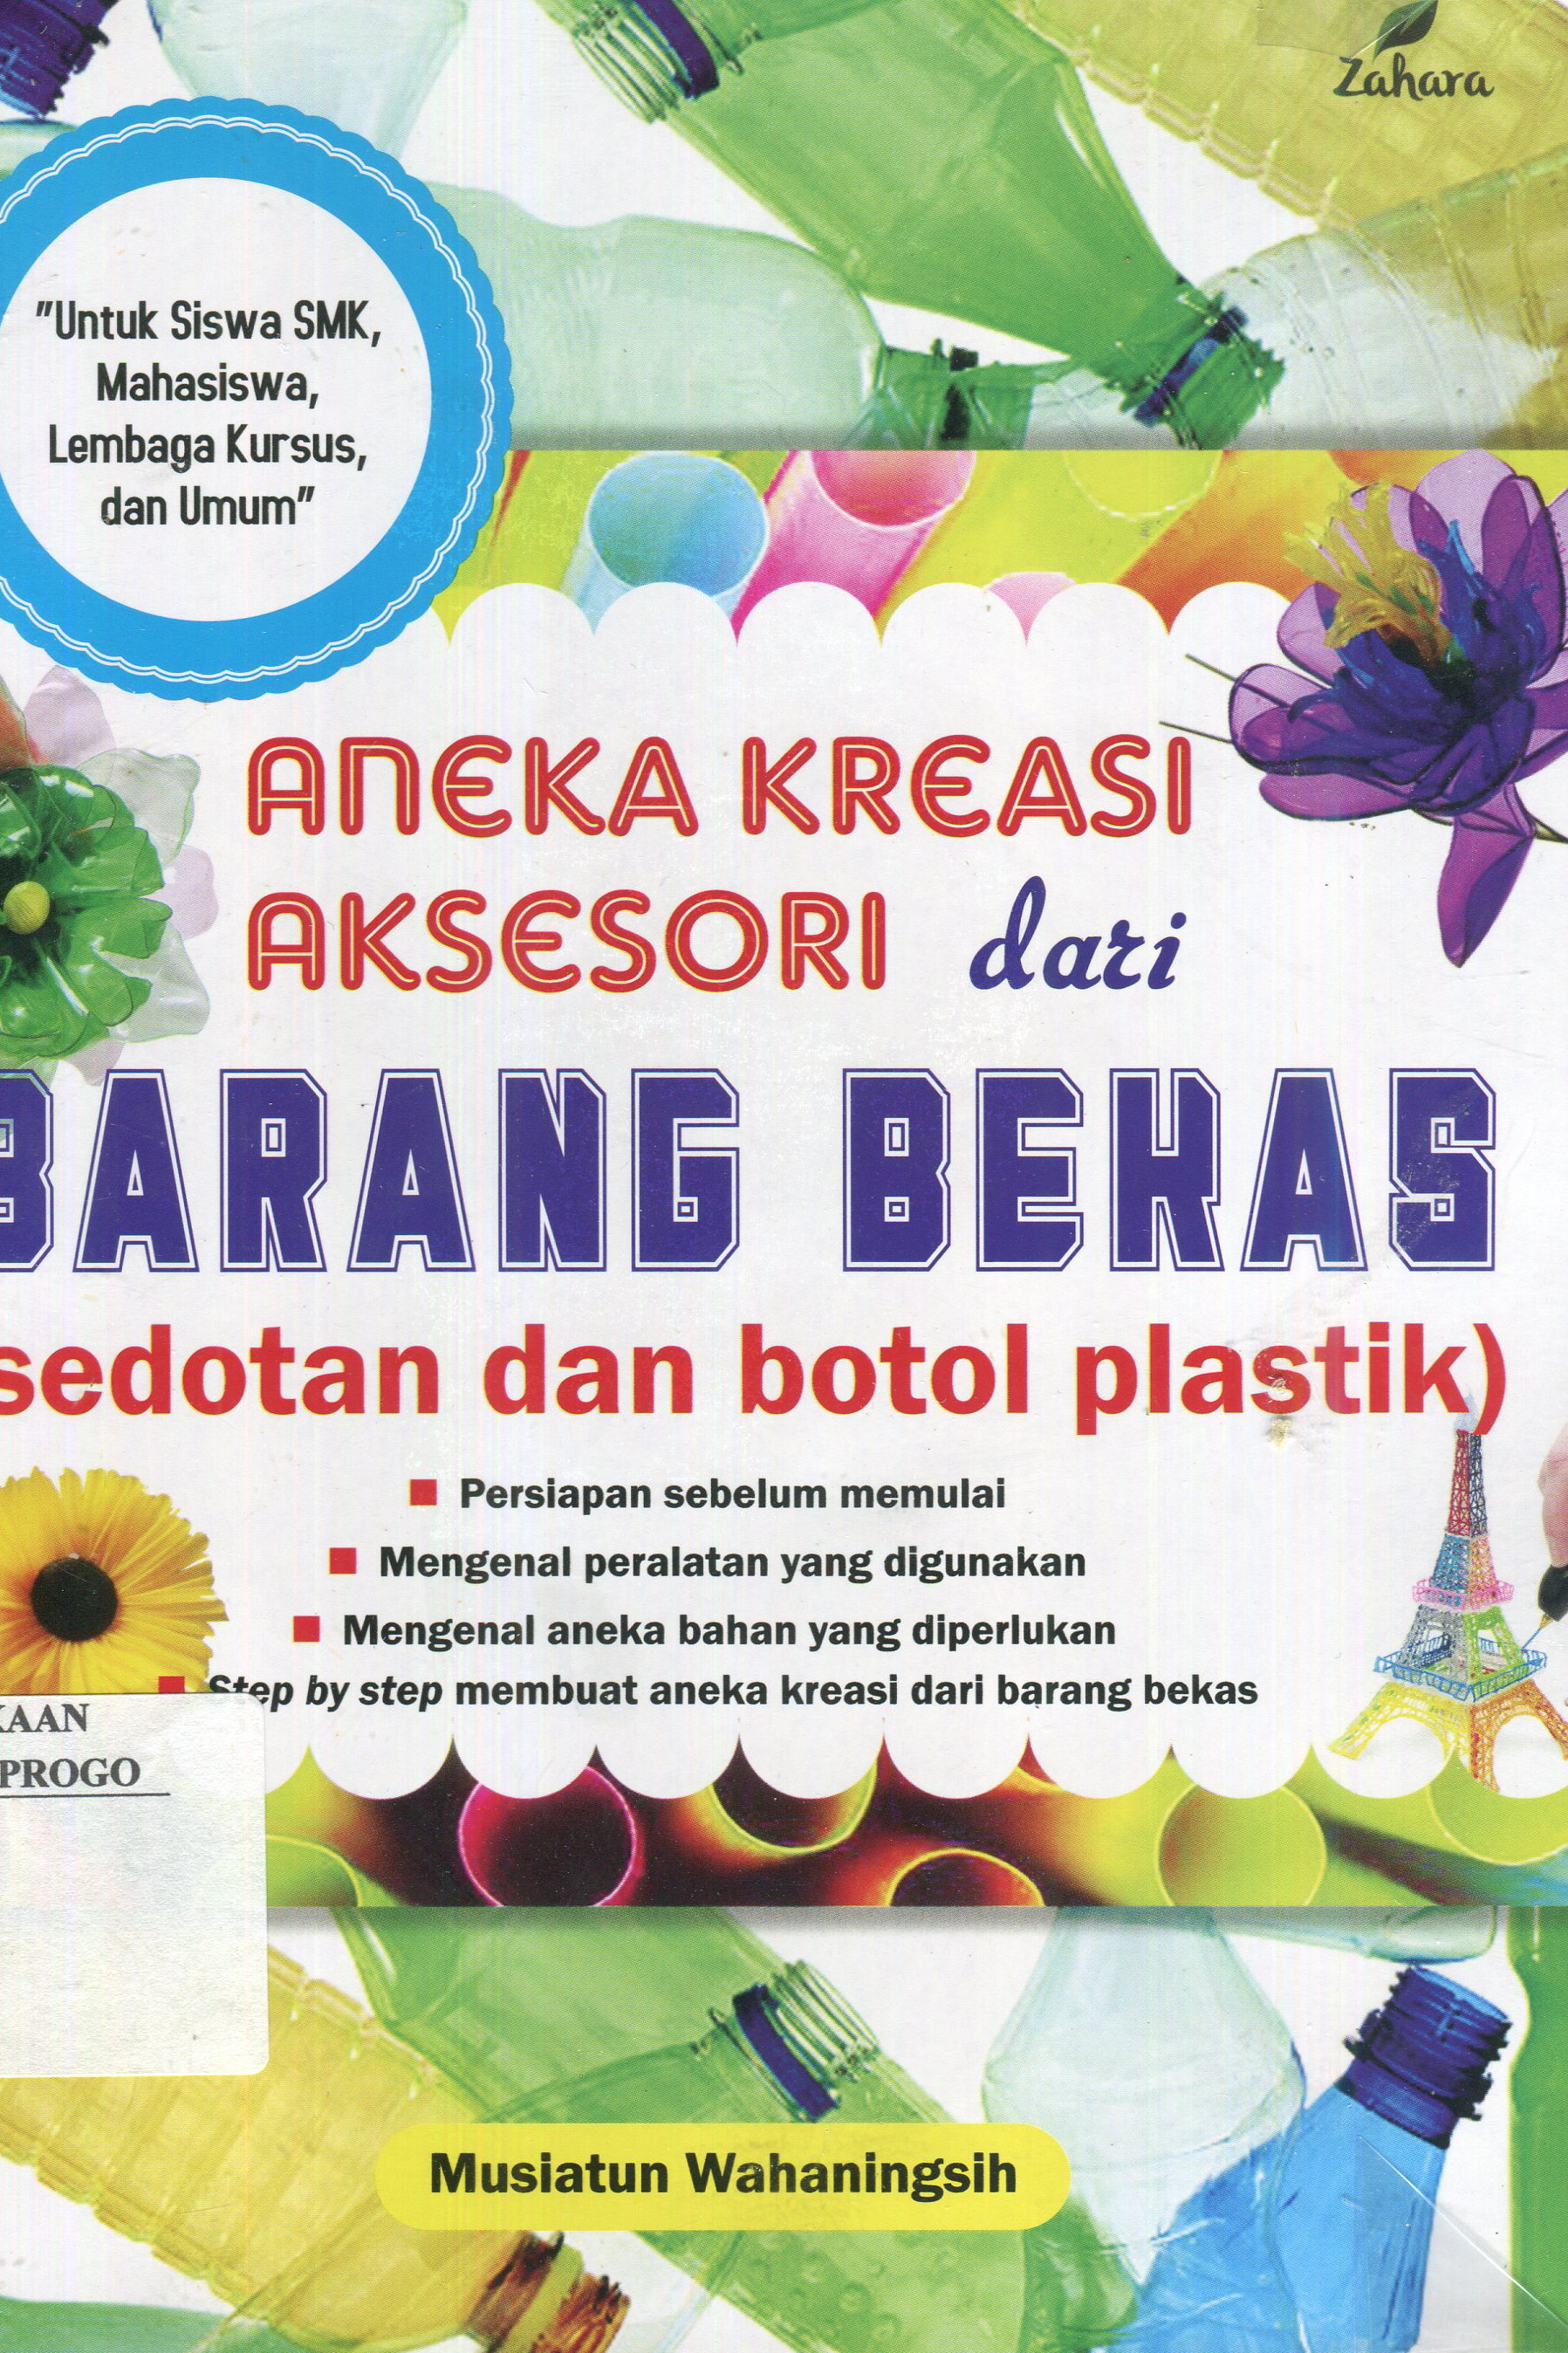 Zahara
"Untuk Siswa SMK,
Mahasiswa,
Lembaga Kursus,
dan Umum"
ANEKA KREASI
AKSESORI dari
BARANG BEKAS
sedotan dan botol plastik)
Persiapan sebelum memulai
Mengenal peralatan yang digunakan
Mengenal aneka bahan yang diperlukan
Step by step membuat aneka kreasi dari barang bekas
KAAN
PROGO
Musiatun Wahaningsih